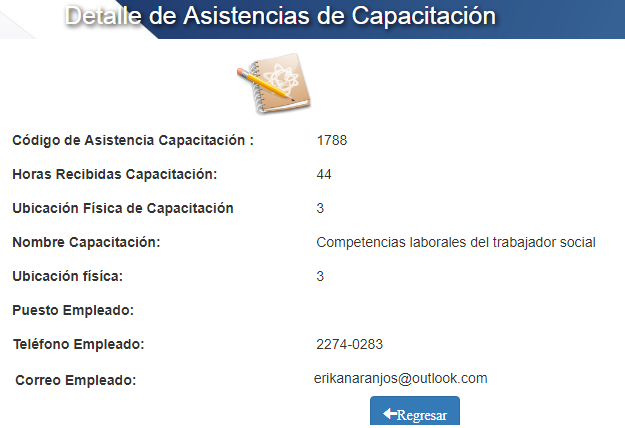 Detalle de Asistencias de Capacitación
Código de Asistencia Capacitación : 1788
Horas Recibidas Capacitación: 44
Ubicación Física de Capacitación 3
Nombre Capacitación: Competencias laborales del trabajador social
Ubicación física: 3
Puesto Empleado:
Teléfono Empleado: 2274-0283
Correo Empleado: erikanaranjos@outlook.com
Regresar